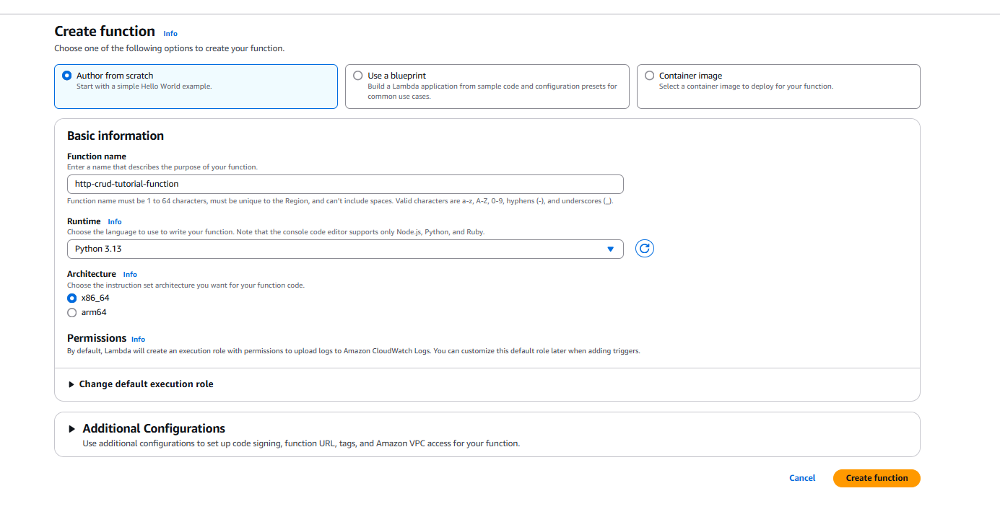 Create function Info
Choose one of the following options to create your function.
Author from scratch
Start with a simple Hello World example.
Use a blueprint
Build a Lambda application from sample code and configuration presets for
common use cases.
Container image
Select a container image to deploy for your function.
Basic information
Function name
Enter a name that describes the purpose of your function.
http-crud-tutorial-function
Function name must be 1 to 64 characters, must be unique to the Region, and can't include spaces. Valid characters are a-z, A-Z, 0-9, hyphens (-), and underscores (_).
Runtime Info
Choose the language to use to write your function. Note that the console code editor supports only Node.js, Python, and Ruby.
Python 3.13
Architecture Info
Choose the instruction set architecture you want for your function code.
x86_64
arm64
Permissions Info
By default, Lambda will create an execution role with permissions to upload logs to Amazon CloudWatch Logs. You can customize this default role later when adding triggers.
Change default execution role
Additional Configurations
Use additional configurations to set up code signing, function URL, tags, and Amazon VPC access for your function.
Cancel
Create function